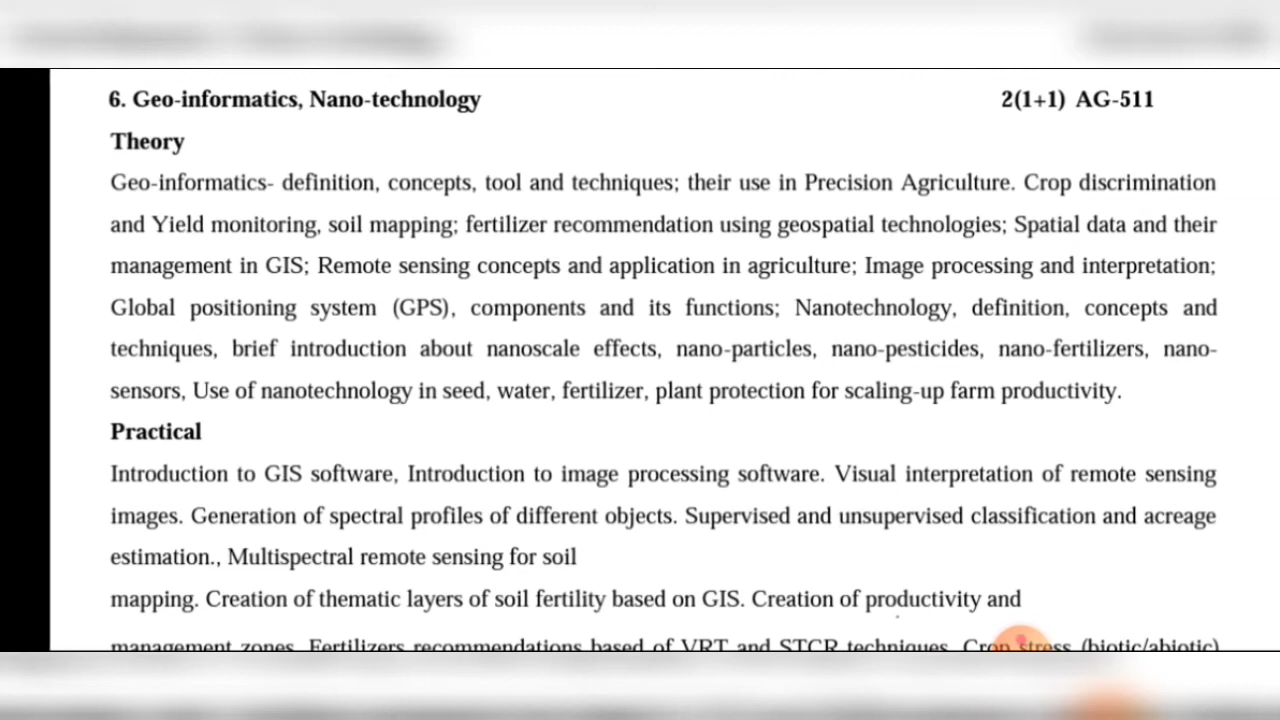 6. Geo-informatics, Nano-technology 2(1+1) AG-511
Theory
Geo-informatics- definition, concepts, tool and techniques; their use in Precision Agriculture. Crop discrimination
and Yield monitoring, soil mapping; fertilizer recommendation using geospatial technologies; Spatial data and their
management in GIS; Remote sensing concepts and application in agriculture; Image processing and interpretation;
Global positioning system (GPS), components and its functions; Nanotechnology, definition, concepts and
techniques, brief introduction about nanoscale effects, nano-particles, nano-pesticides, nano-fertilizers, nano-
sensors, Use of nanotechnology in seed, water, fertilizer, plant protection for scaling-up farm productivity.
Practical
Introduction to GIS software, Introduction to image processing software. Visual interpretation of remote sensing
images. Generation of spectral profiles of different objects. Supervised and unsupervised classification and acreage
estimation., Multispectral remote sensing for soil
mapping. Creation of thematic layers of soil fertility based on GIS. Creation of productivity and
management zones. Fertilizers recommendations based of VRT and STCR techniques. Crop stress (biotic/abiotic)